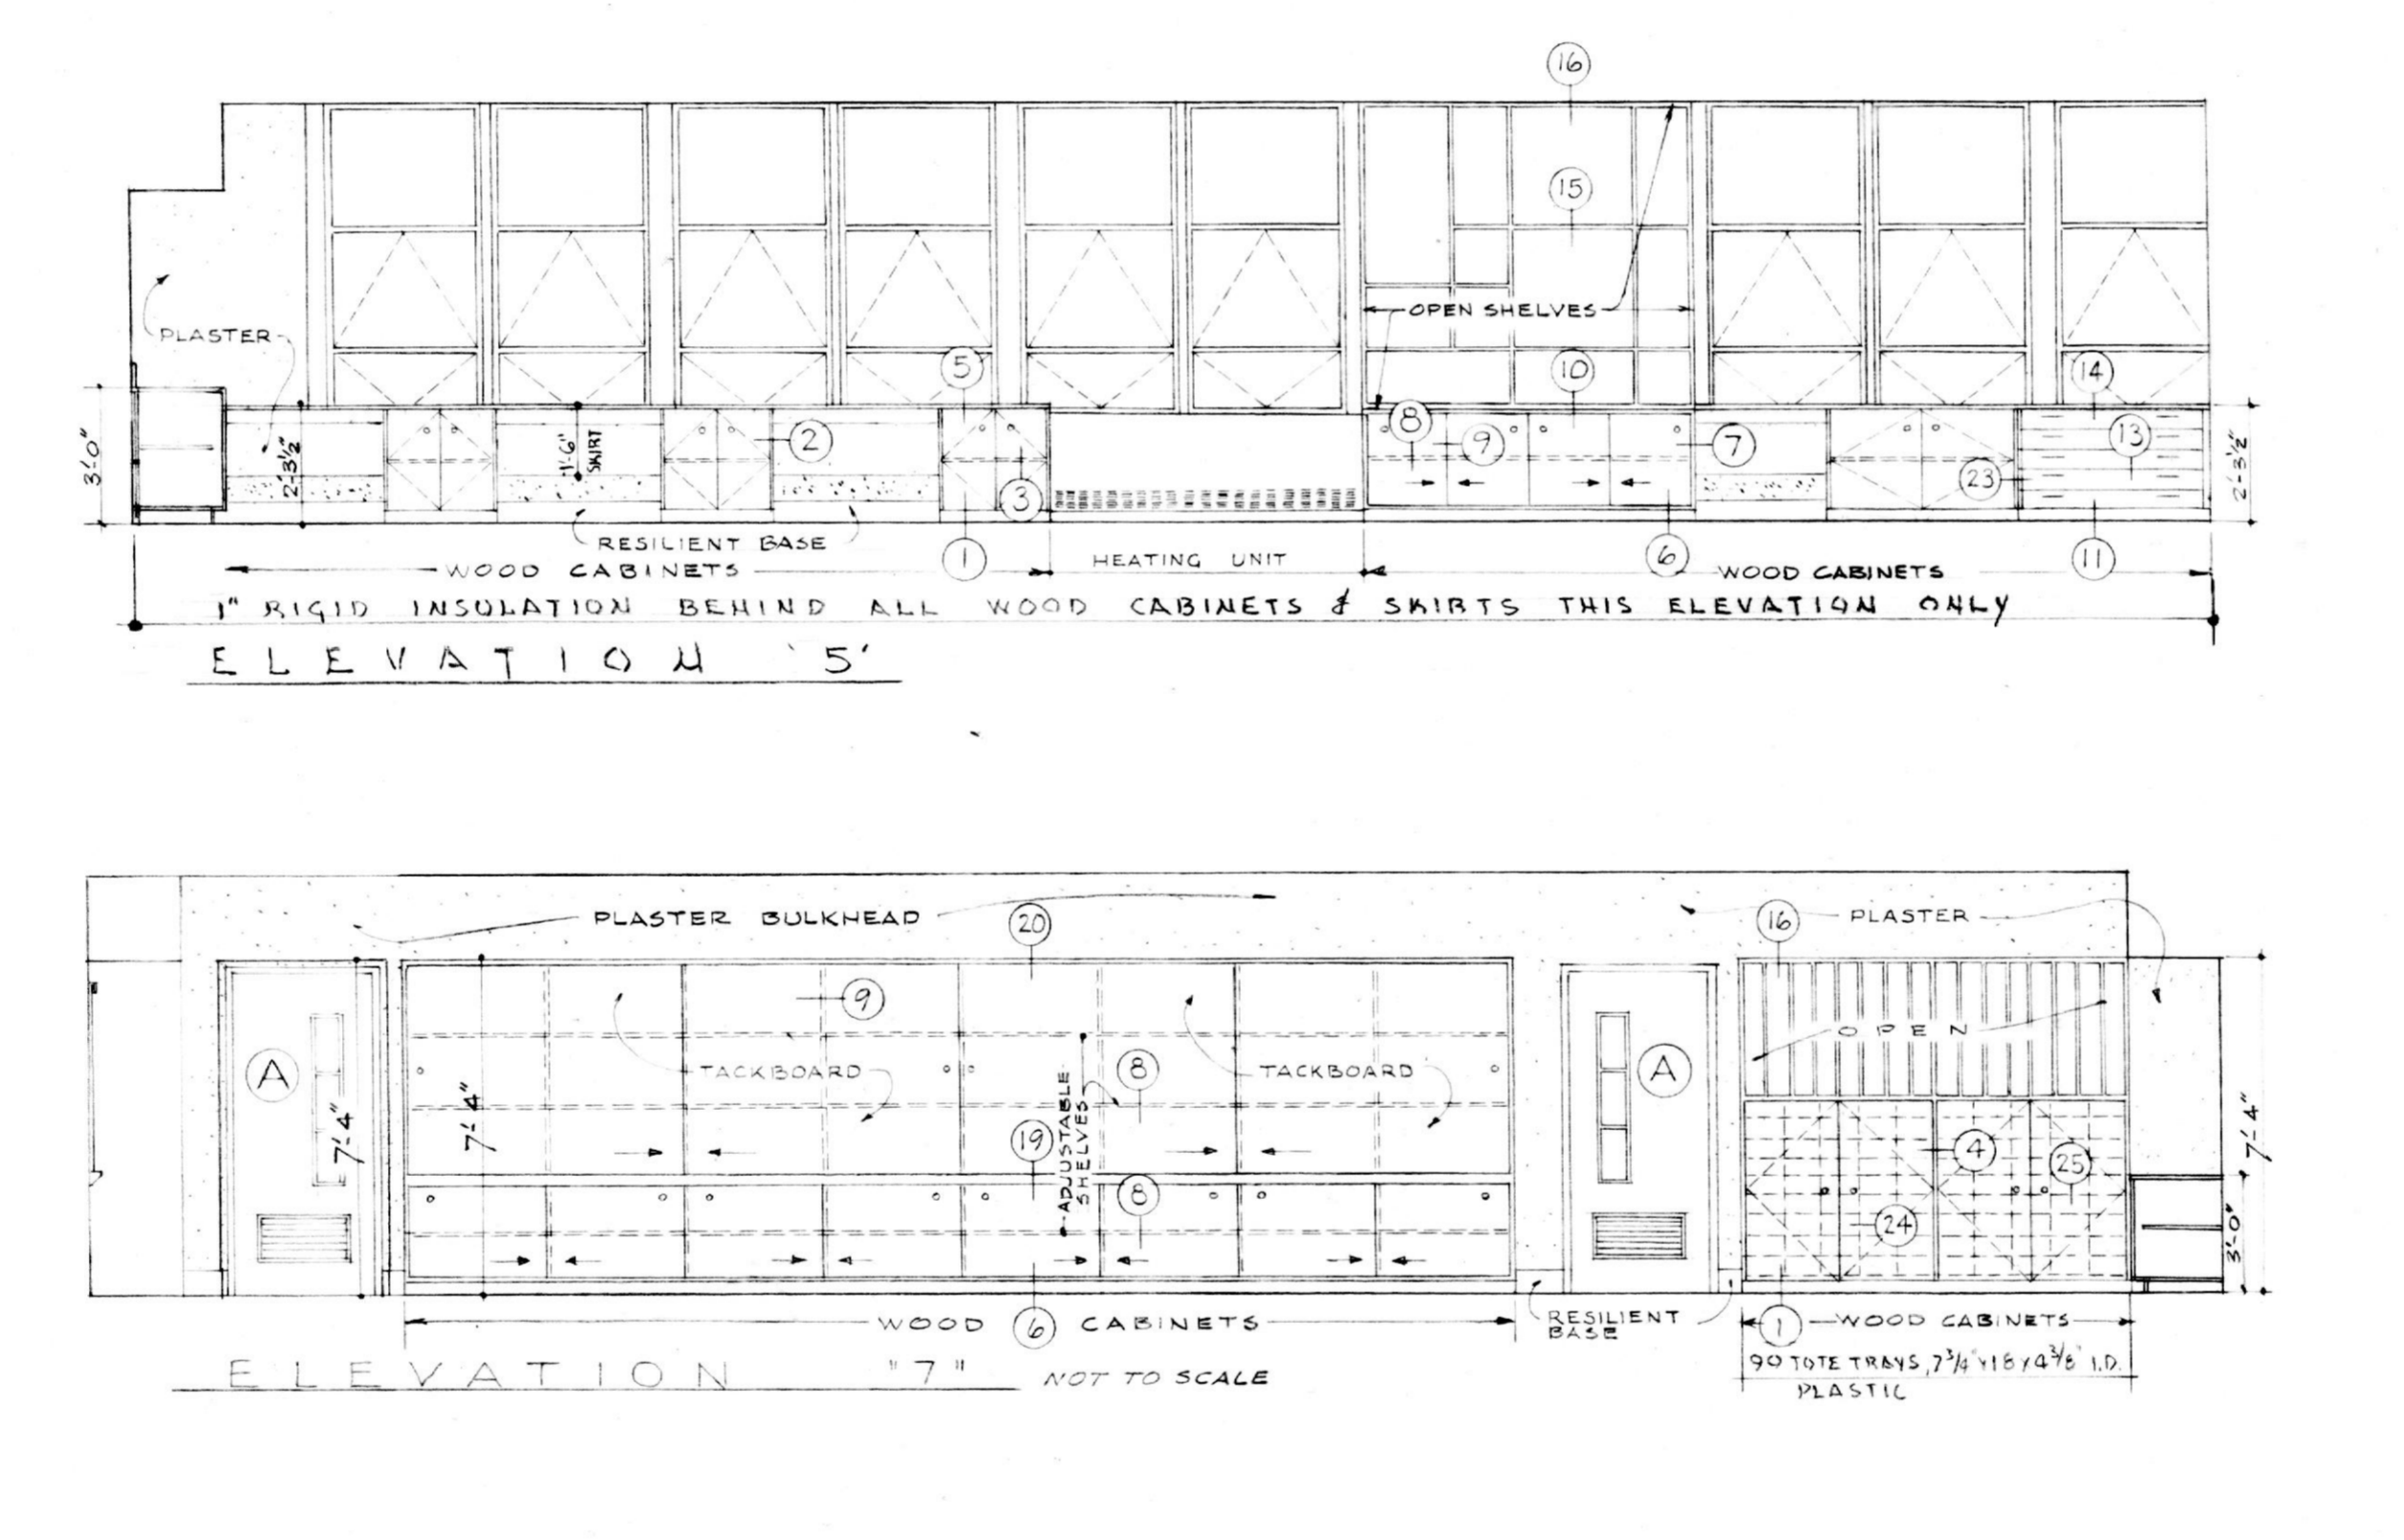 16
15
OPEN SHELVES
PLASTER
5
10
14
8
9
7
13
2
3
23
3'-0"
2'-3½"
1'-6"
SKIRT
2'-3½"
RESILIENT BASE
1
HEATING UNIT
6
11
WOOD CABINETS
WOOD CABINETS
1" RIGID INSULATION BEHIND ALL WOOD CABINETS & SKIRTS THIS ELEVATION ONLY
ELEVATION '5'
PLASTER BULKHEAD
20
16
PLASTER
9
OPEN
A
TACKBOARD
8
TACKBOARD
A
7'-4"
7'-4"
19
ADJUSTABLE
SHELVES
8
4
25
24
7'-4"
3'-0"
WOOD 6 CABINETS
RESILIENT
BASE
1
WOOD CABINETS
90 TOTE TRAYS, 7¾"x18x4⅜" I.D.
PLASTIC
ELEVATION "7" NOT TO SCALE